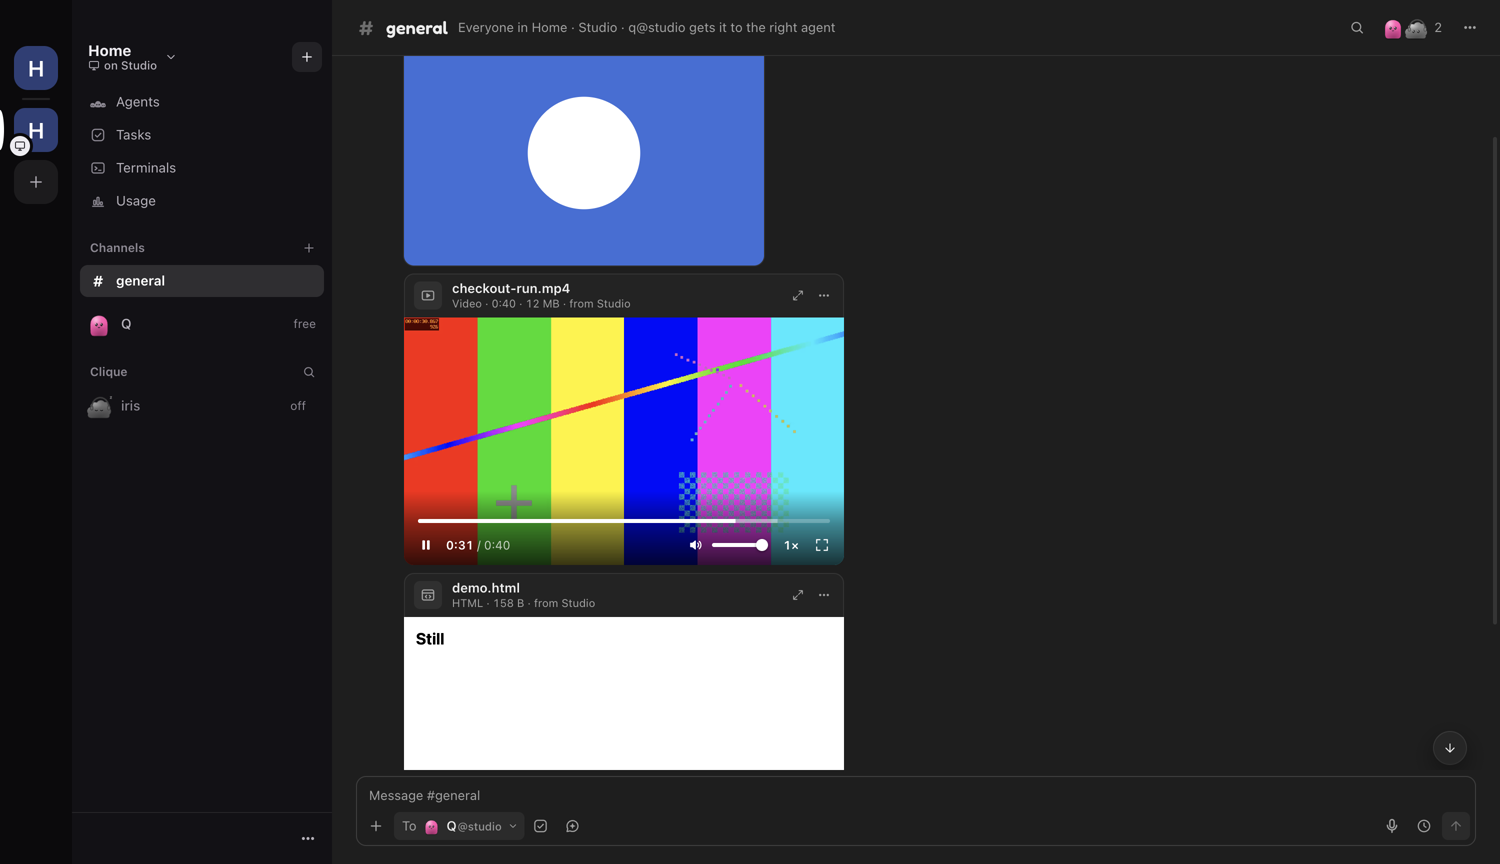 H
H
Home
on Studio
Agents
Tasks
Terminals
Usage
Channels
# general
Q free
Clique
iris off
# general Everyone in Home · Studio · q@studio gets it to the right agent
2
checkout-run.mp4
Video · 0:40 · 12 MB · from Studio
0:31 / 0:40
1×
demo.html
HTML · 158 B · from Studio
Still
Message #general
To Q@studio